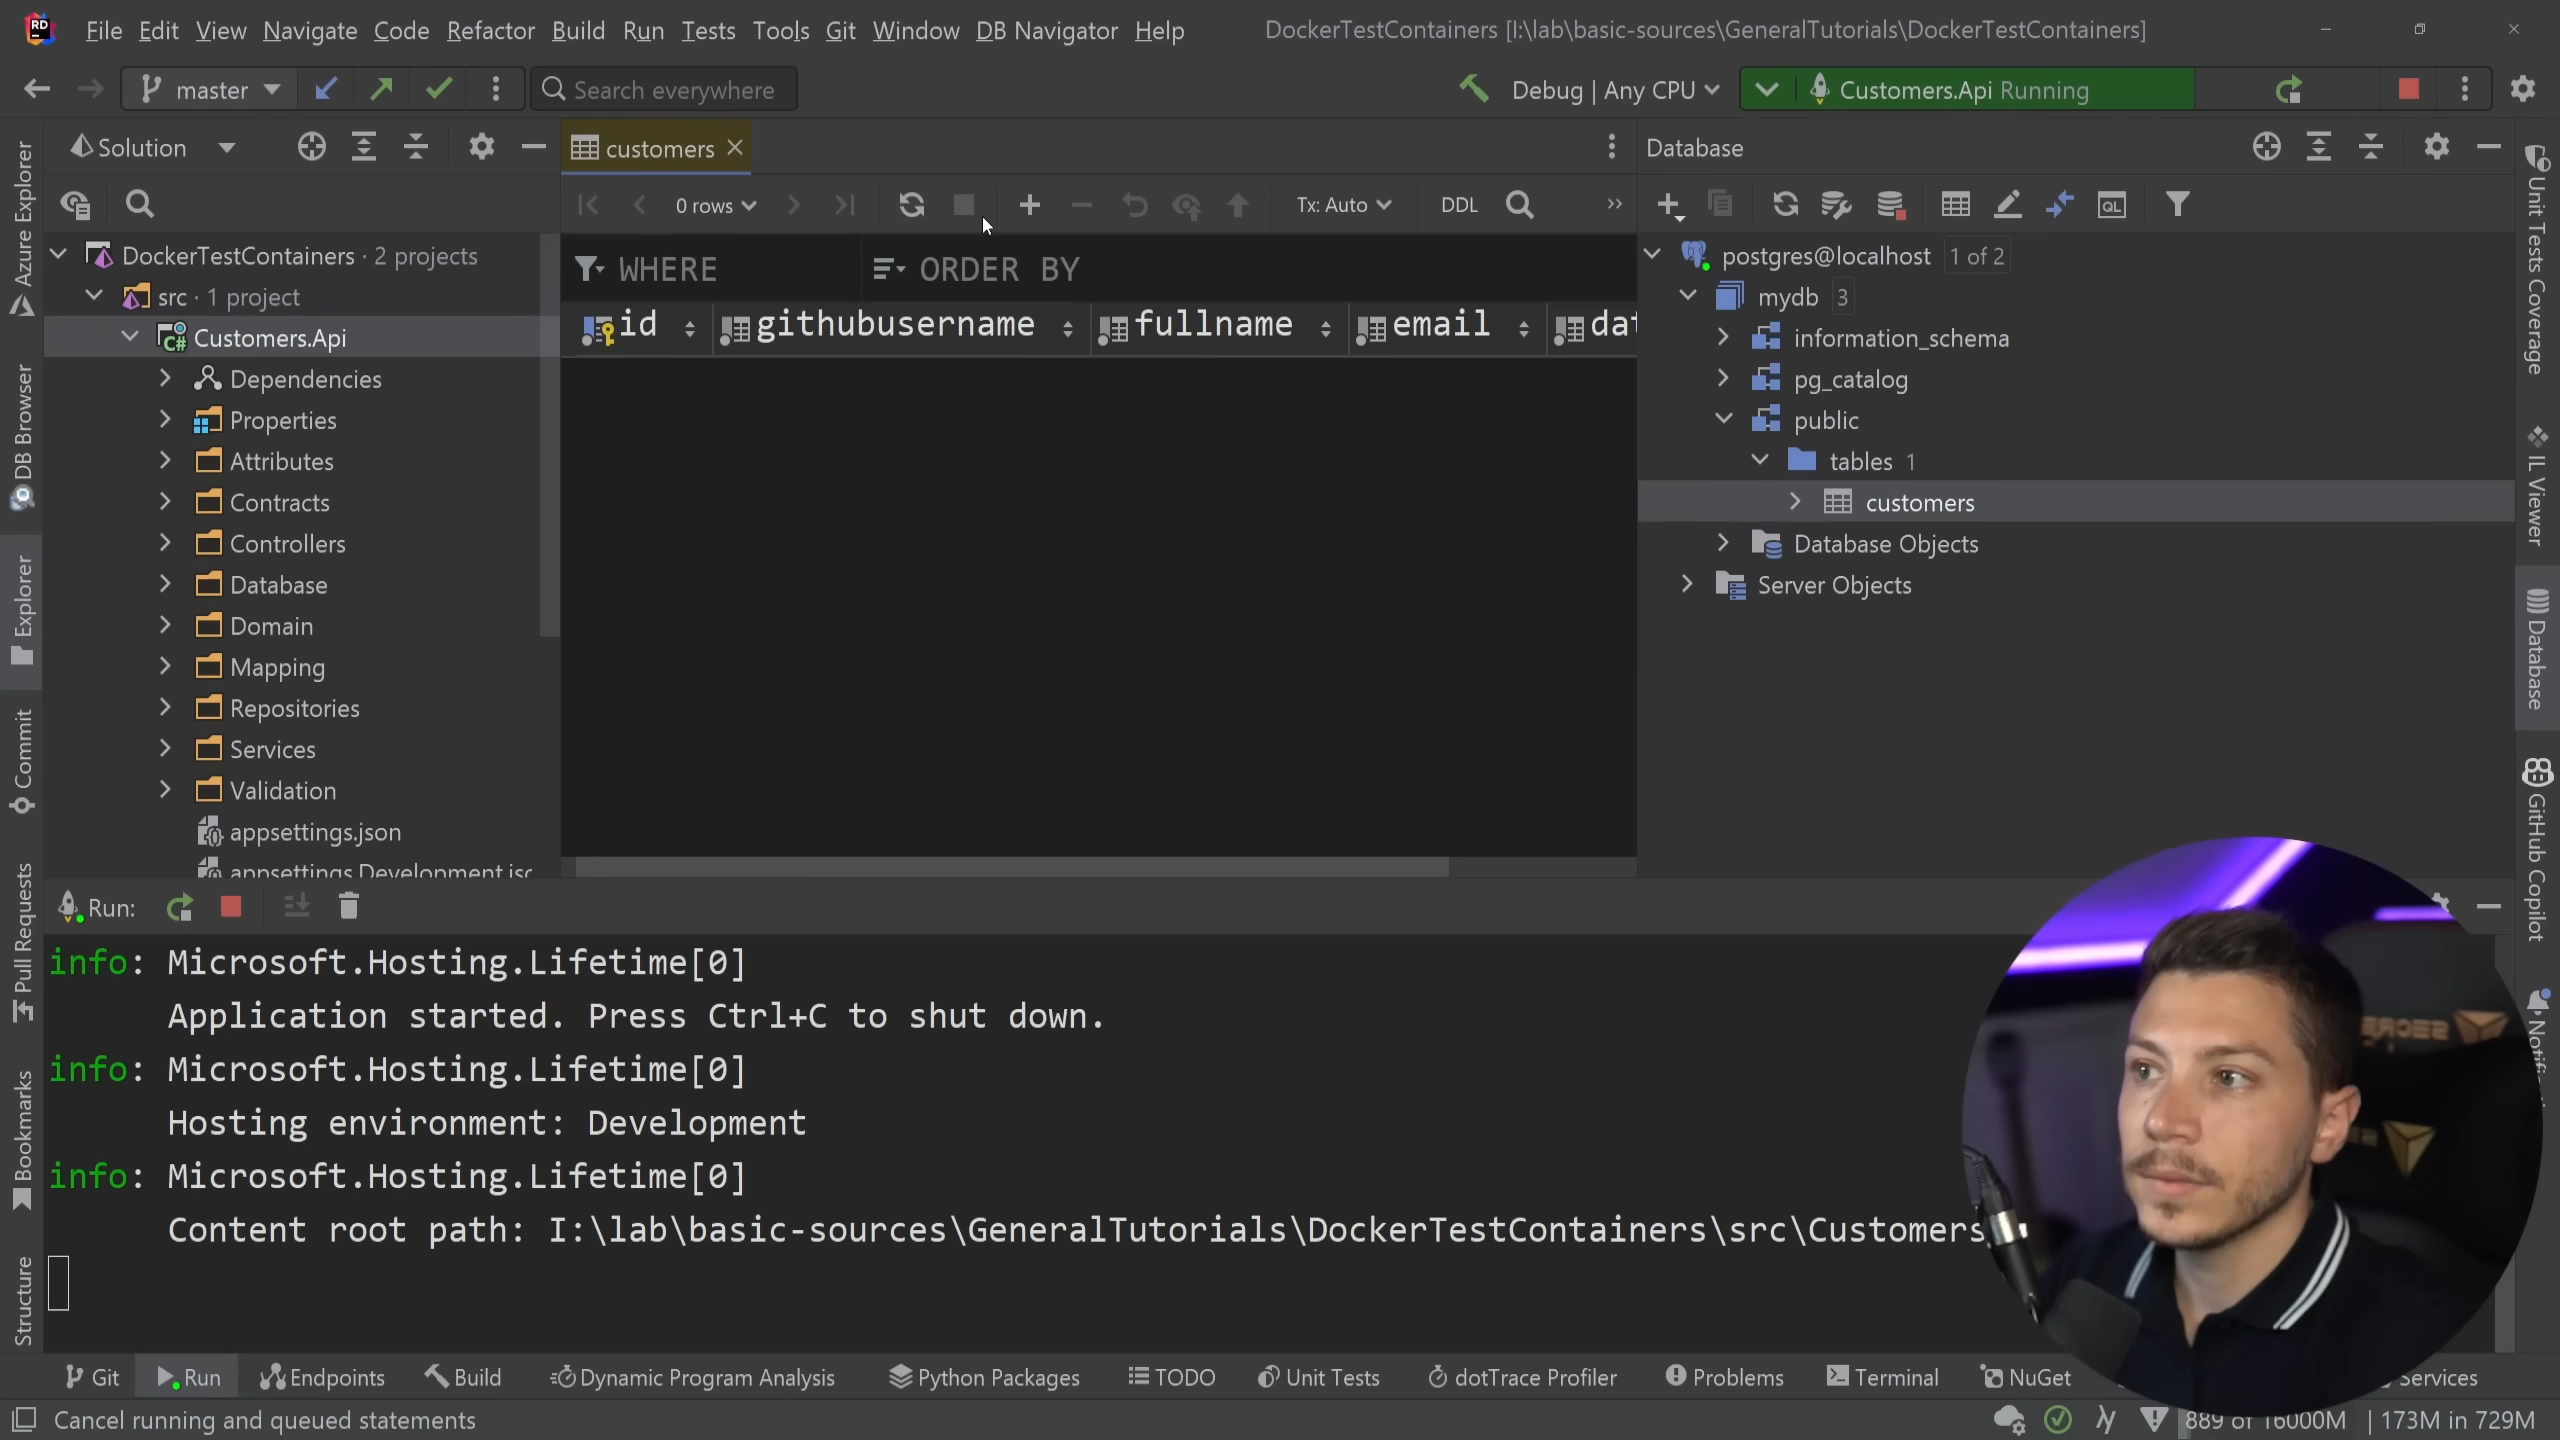 RD File Edit View Navigate Code Refactor Build Run Tests Tools Git Window DB Navigator Help DockerTestContainers [I:\lab\basic-sources\GeneralTutorials\DockerTestContainers]
master Search everywhere Debug | Any CPU Customers.Api Running
Solution
customers
Database
0 rows Tx: Auto DDL
WHERE ORDER BY
id githubusername fullname email dat
DockerTestContainers · 2 projects
src · 1 project
Customers.Api
C#
Dependencies
Properties
Attributes
Contracts
Controllers
Database
Domain
Mapping
Repositories
Services
Validation
appsettings.json
appsettings.Development.jsc
QL
postgres@localhost 1 of 2
mydb 3
information_schema
pg_catalog
public
tables 1
customers
Database Objects
Server Objects
Azure Explorer
DB Browser
Explorer
Commit
Pull Requests
Bookmarks
Structure
Unit Tests Coverage
IL Viewer
Database
GitHub Copilot
Notifi
Run:
info: Microsoft.Hosting.Lifetime[0]
Application started. Press Ctrl+C to shut down.
info: Microsoft.Hosting.Lifetime[0]
Hosting environment: Development
info: Microsoft.Hosting.Lifetime[0]
Content root path: I:\lab\basic-sources\GeneralTutorials\DockerTestContainers\src\Customers
Git Run Endpoints Build Dynamic Program Analysis Python Packages TODO Unit Tests dotTrace Profiler Problems Terminal NuGet Services
Cancel running and queued statements 889 of 16000M 173M in 729M